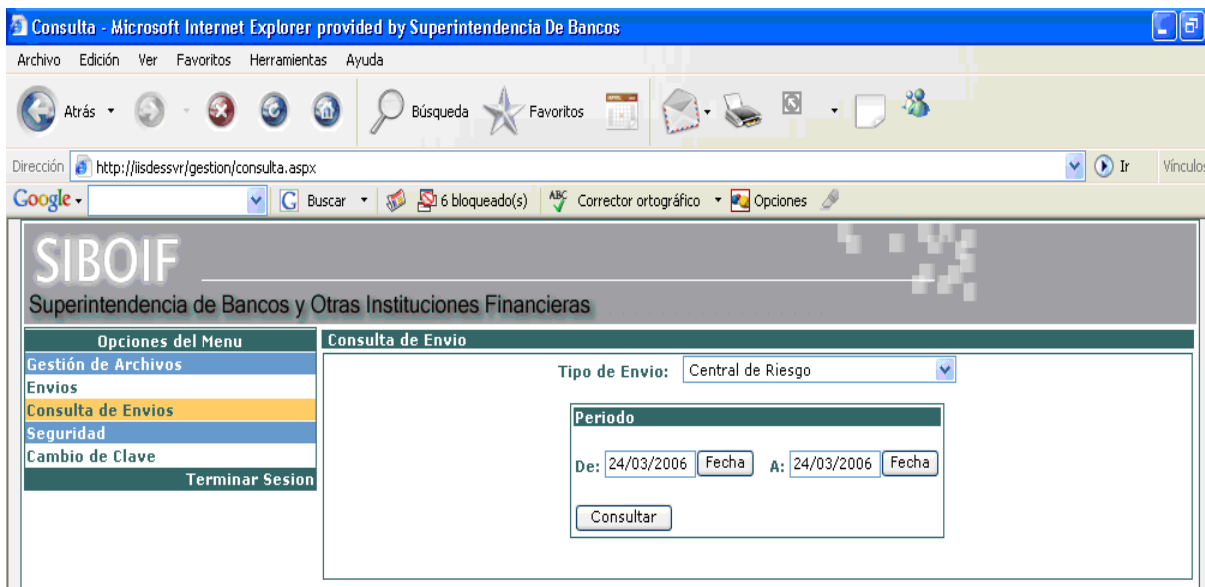 Consulta - Microsoft Internet Explorer provided by Superintendencia De Bancos
Archivo Edición Ver Favoritos Herramientas Ayuda
Atrás Búsqueda Favoritos
Dirección http://iisdessvr/gestion/consulta.aspx Ir Vínculos
Google Buscar 6 bloqueado(s) ABC Corrector ortográfico Opciones
SIBOIF
Superintendencia de Bancos y Otras Instituciones Financieras
Opciones del Menu
Gestión de Archivos
Envios
Consulta de Envios
Seguridad
Cambio de Clave
Terminar Sesion
Consulta de Envio
Tipo de Envio: Central de Riesgo
Periodo
De: 24/03/2006 Fecha A: 24/03/2006 Fecha
Consultar